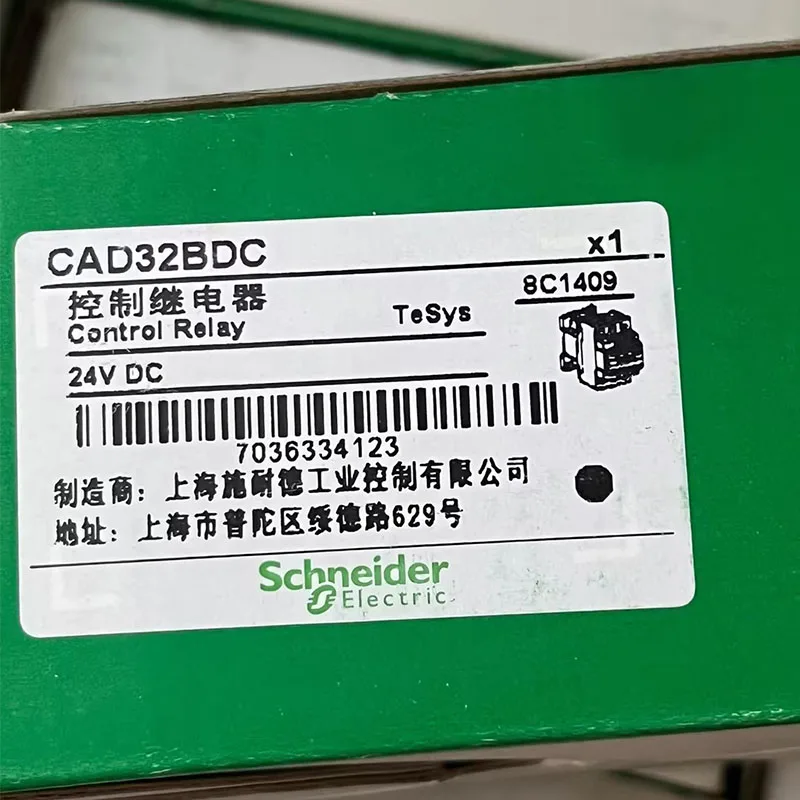 CAD32BDC x1
控制继电器 8C1409
Control Relay TeSys
24V DC
7036334123
制造商：上海施耐德工业控制有限公司
地址：上海市普陀区绥德路629号
Schneider
Electric